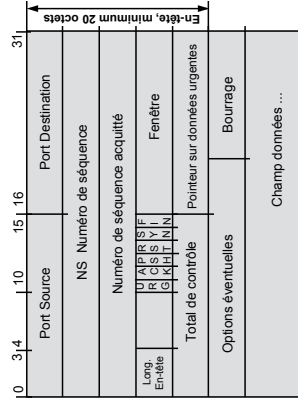 0 3 4 10 15 16 31
Port Source Port Destination
NS Numéro de séquence
Numéro de séquence acquitté
Long. En-tête U R G A C K P S H R S T S Y N F I N Fenêtre
Total de contrôle Pointeur sur données urgentes
Options éventuelles Bourrage
Champ données ...
En-tête, minimum 20 octets